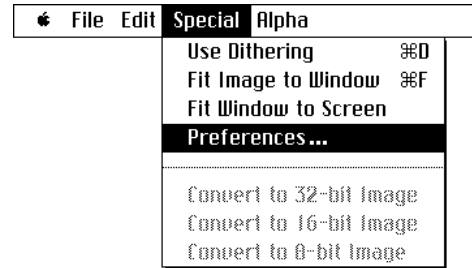 File Edit Special Alpha
Use Dithering ⌘D
Fit Image to Window ⌘F
Fit Window to Screen
Preferences...
Convert to 32-bit Image
Convert to 16-bit Image
Convert to 8-bit Image